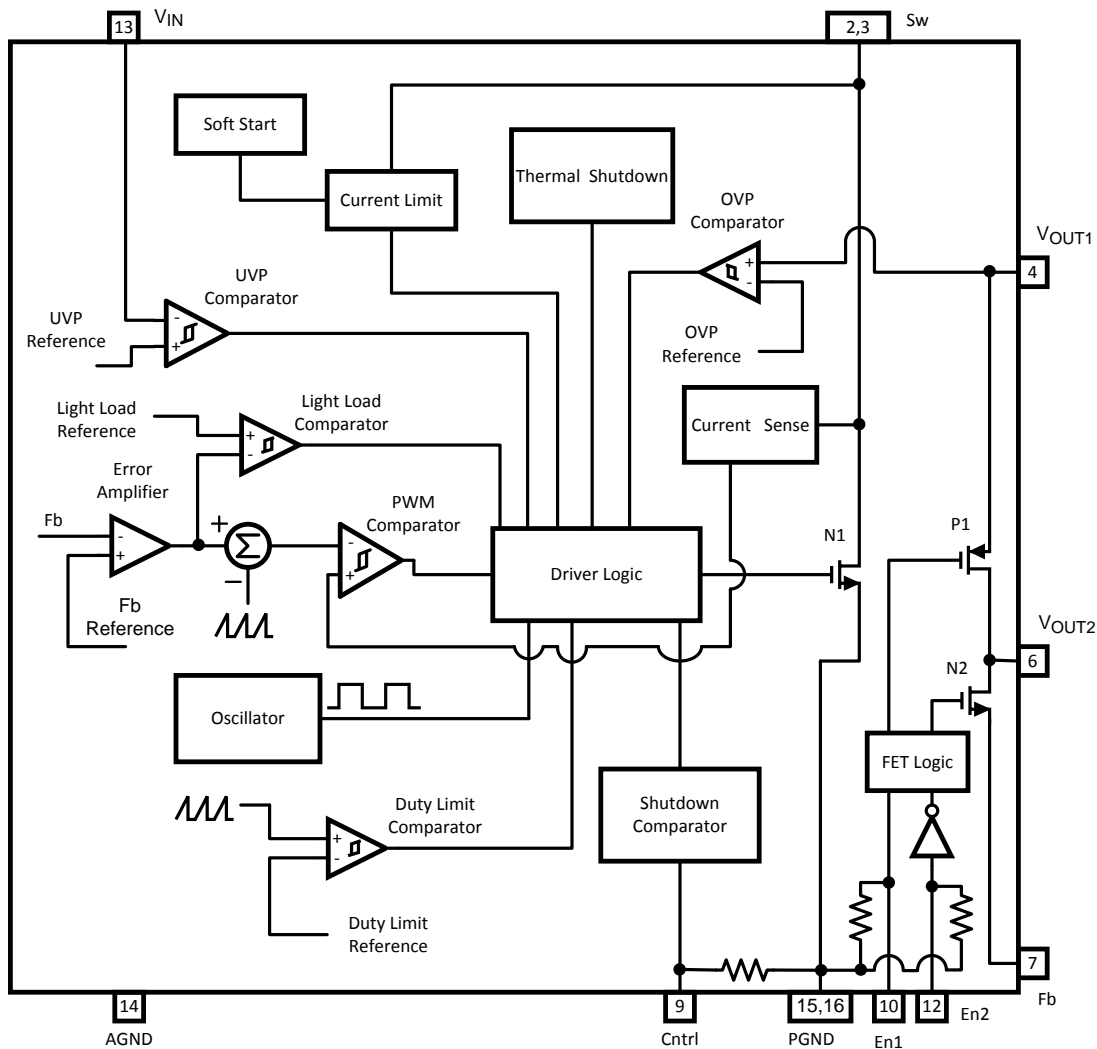 VIN
13
2,3
Sw
Soft Start
Current Limit
Thermal Shutdown
OVP
Comparator
+
-
OVP
Reference
VOUT1
4
UVP
Comparator
-
+
UVP
Reference
Light Load
Reference
Light Load
Comparator
+
-
Current Sense
Error
Amplifier
Fb
-
+
Fb
Reference
+
Σ
−
PWM
Comparator
-
+
Driver Logic
N1
P1
VOUT2
6
N2
Oscillator
FET Logic
Shutdown
Comparator
Duty Limit
Comparator
+
-
Duty Limit
Reference
7
Fb
14
AGND
9
Cntrl
15,16
PGND
10
En1
12
En2